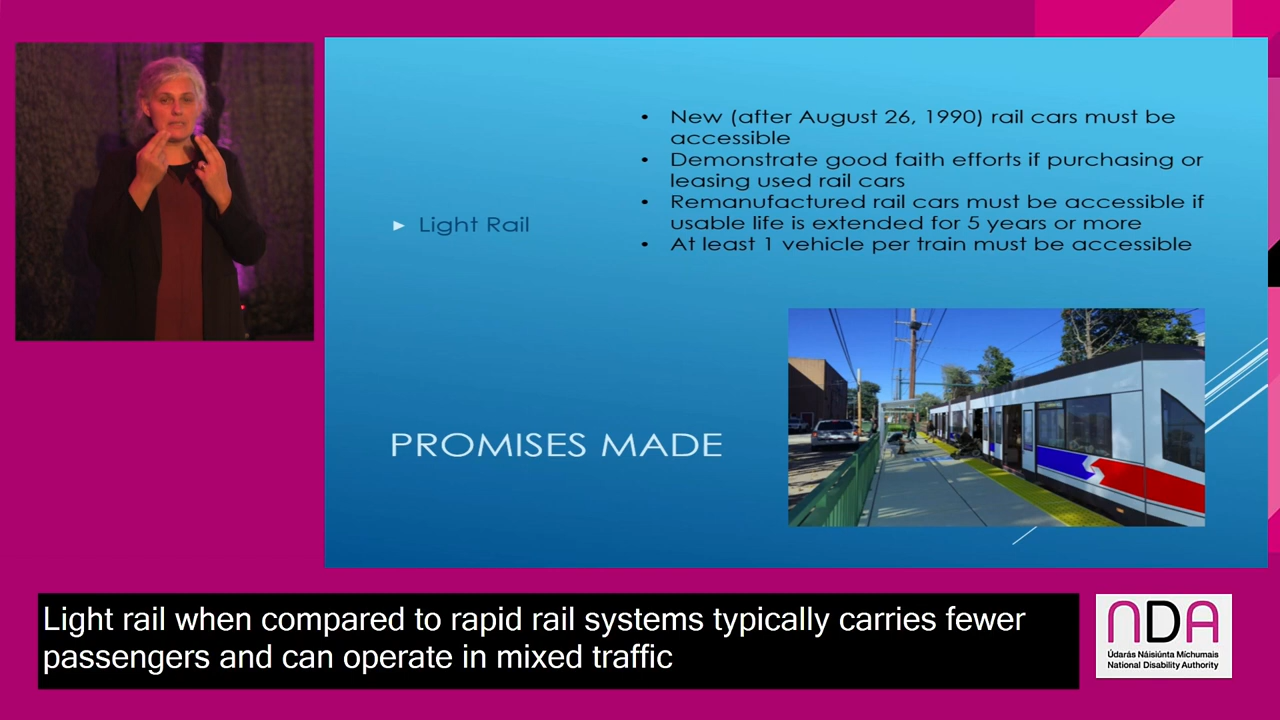 • New (after August 26, 1990) rail cars must be
accessible
• Demonstrate good faith efforts if purchasing or
leasing used rail cars
• Remanufactured rail cars must be accessible if
usable life is extended for 5 years or more
• At least 1 vehicle per train must be accessible
► Light Rail
PROMISES MADE
Light rail when compared to rapid rail systems typically carries fewer
passengers and can operate in mixed traffic
NDA
Údarás Náisiúnta Míchumais
National Disability Authority